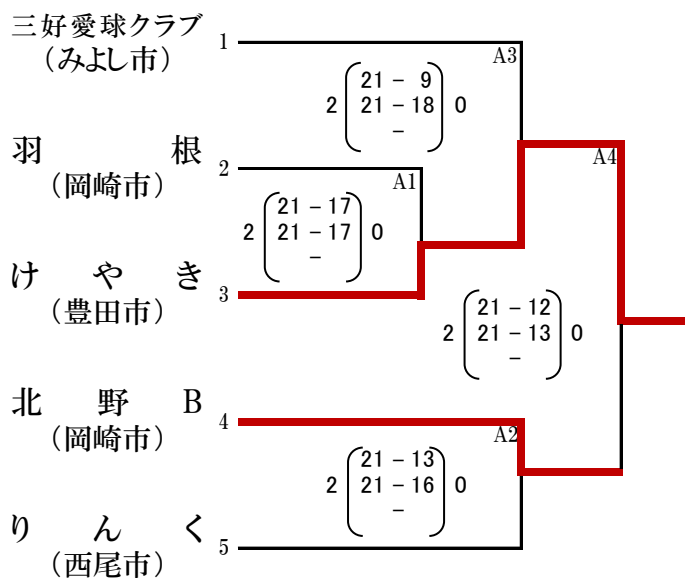 三好愛球クラブ
（みよし市）
1
A3
21 － 9
2 21 － 18 0
－
羽根
（岡崎市）
2
A1
21 － 17
2 21 － 17 0
－
A4
けやき
（豊田市）
3
21 － 12
2 21 － 13 0
－
北野B
（岡崎市）
4
A2
21 － 13
2 21 － 16 0
－
りんく
（西尾市）
5